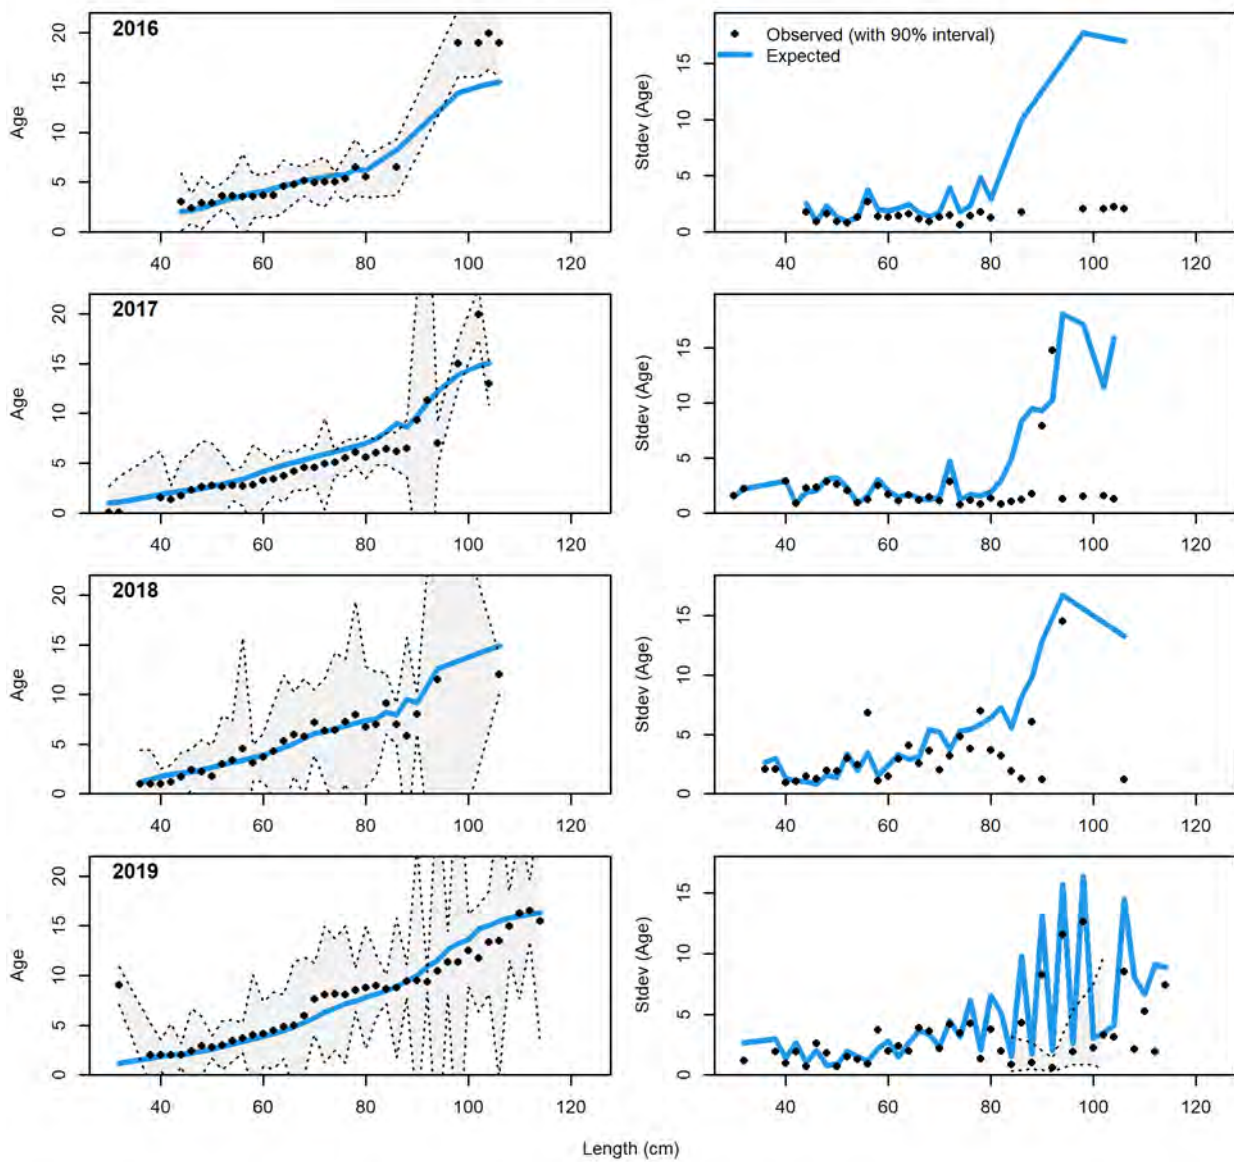 2016
Age
0 5 10 15 20
40 60 80 100 120
Observed (with 90% interval)
Expected
Stdev (Age)
0 5 10 15
40 60 80 100 120
2017
Age
0 5 10 15 20
40 60 80 100 120
Stdev (Age)
0 5 10 15
40 60 80 100 120
2018
Age
0 5 10 15 20
40 60 80 100 120
Stdev (Age)
0 5 10 15
40 60 80 100 120
2019
Age
0 5 10 15 20
40 60 80 100 120
Stdev (Age)
0 5 10 15
40 60 80 100 120
Length (cm)